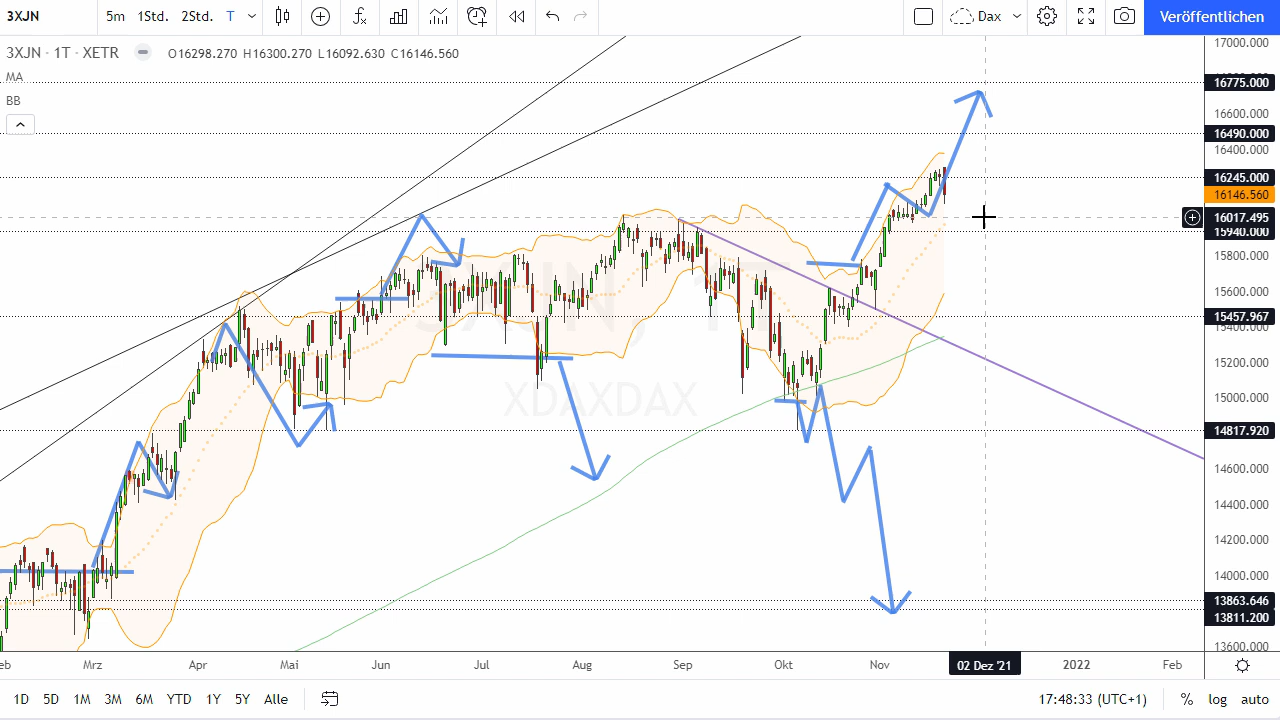 3XJN 5m 1Std. 2Std. T Dax Veröffentlichen
3XJN · 1T · XETR O16298.270 H16300.270 L16092.630 C16146.560
MA
BB
3XJN 1T
XDAXDAX
17000.000
16775.000
16600.000
16490.000
16400.000
16245.000
16146.560
16017.495
15940.000
15800.000
15600.000
15457.967
15400.000
15200.000
15000.000
14817.920
14600.000
14400.000
14200.000
14000.000
13863.646
13811.200
13600.000
eb Mrz Apr Mai Jun Jul Aug Sep Okt Nov 02 Dez '21 2022 Feb
1D 5D 1M 3M 6M YTD 1Y 5Y Alle 17:48:33 (UTC+1) % log auto